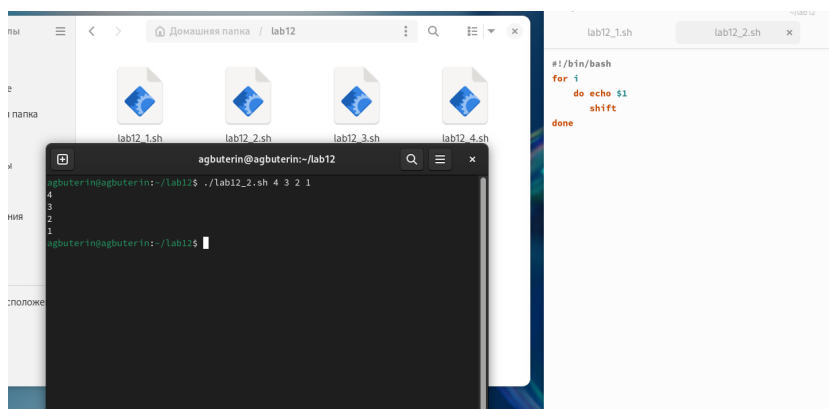 Домашняя папка / lab12
lab12_1.sh
lab12_2.sh
lab12_3.sh
lab12_4.sh
agbuterin@agbuterin:~/lab12
agbuterin@agbuterin:~/lab12$ ./lab12_2.sh 4 3 2 1
4
3
2
1
agbuterin@agbuterin:~/lab12$
~/lab12
lab12_1.sh
lab12_2.sh
#!/bin/bash
for i
do echo $1
shift
done